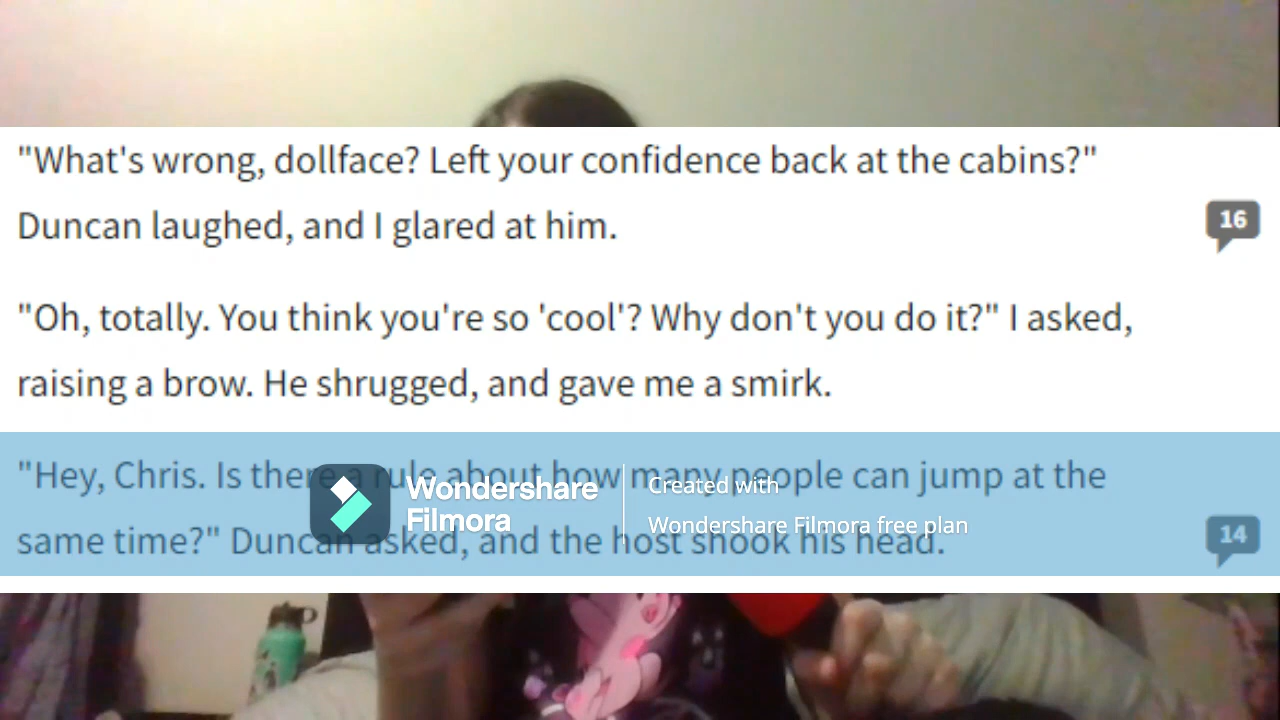 "What's wrong, dollface? Left your confidence back at the cabins?"
Duncan laughed, and I glared at him.
16
"Oh, totally. You think you're so 'cool'? Why don't you do it?" I asked,
raising a brow. He shrugged, and gave me a smirk.
"Hey, Chris. Is there a rule about how many people can jump at the
same time?" Duncan asked, and the host shook his head.
14
Wondershare
Filmora
Created with
Wondershare Filmora free plan